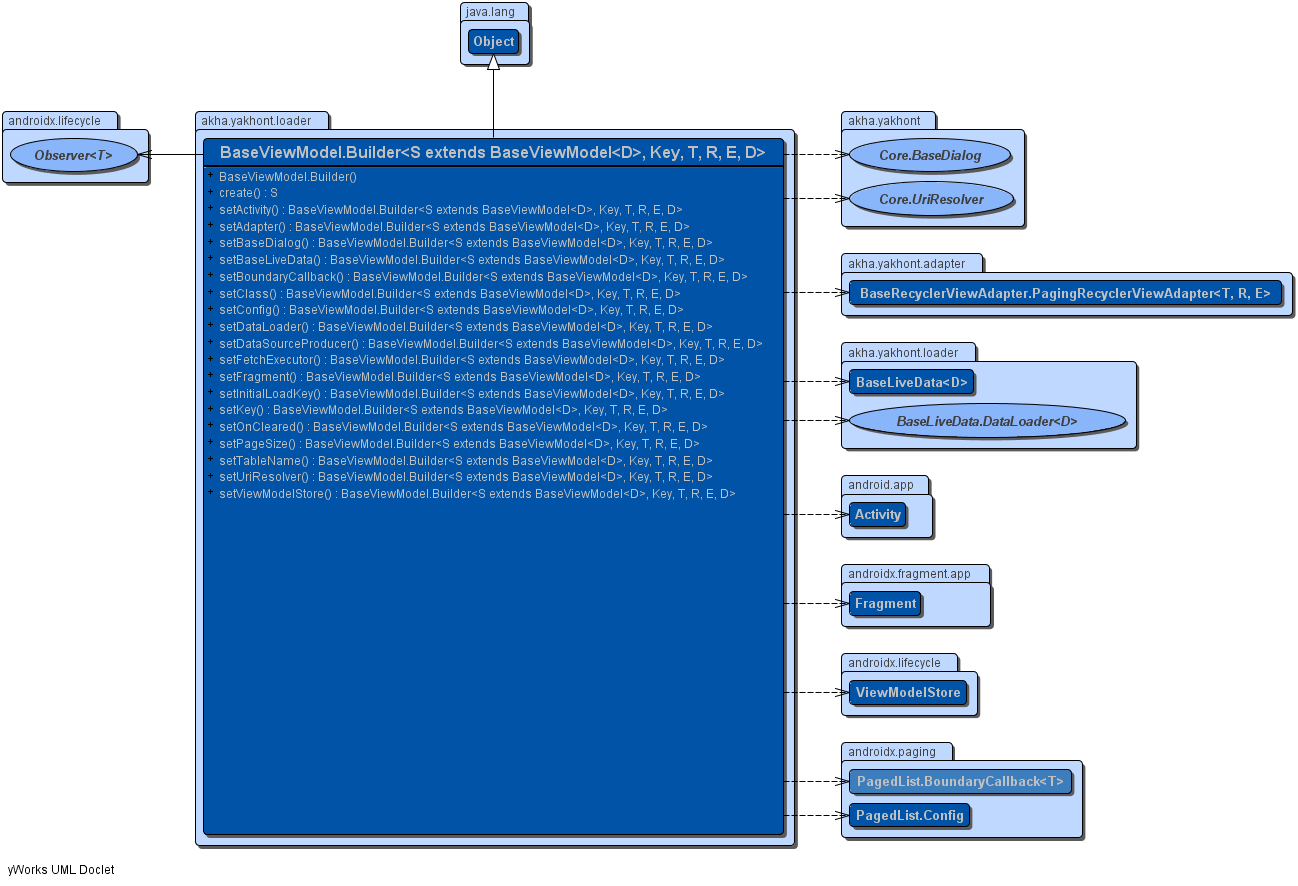 java.lang
Object
androidx.lifecycle
Observer<T>
akha.yakhont.loader
BaseViewModel.Builder<S extends BaseViewModel<D>, Key, T, R, E, D>
+ BaseViewModel.Builder()
+ create() : S
+ setActivity() : BaseViewModel.Builder<S extends BaseViewModel<D>, Key, T, R, E, D>
+ setAdapter() : BaseViewModel.Builder<S extends BaseViewModel<D>, Key, T, R, E, D>
+ setBaseDialog() : BaseViewModel.Builder<S extends BaseViewModel<D>, Key, T, R, E, D>
+ setBaseLiveData() : BaseViewModel.Builder<S extends BaseViewModel<D>, Key, T, R, E, D>
+ setBoundaryCallback() : BaseViewModel.Builder<S extends BaseViewModel<D>, Key, T, R, E, D>
+ setClass() : BaseViewModel.Builder<S extends BaseViewModel<D>, Key, T, R, E, D>
+ setConfig() : BaseViewModel.Builder<S extends BaseViewModel<D>, Key, T, R, E, D>
+ setDataLoader() : BaseViewModel.Builder<S extends BaseViewModel<D>, Key, T, R, E, D>
+ setDataSourceProducer() : BaseViewModel.Builder<S extends BaseViewModel<D>, Key, T, R, E, D>
+ setFetchExecutor() : BaseViewModel.Builder<S extends BaseViewModel<D>, Key, T, R, E, D>
+ setFragment() : BaseViewModel.Builder<S extends BaseViewModel<D>, Key, T, R, E, D>
+ setInitialLoadKey() : BaseViewModel.Builder<S extends BaseViewModel<D>, Key, T, R, E, D>
+ setKey() : BaseViewModel.Builder<S extends BaseViewModel<D>, Key, T, R, E, D>
+ setOnCleared() : BaseViewModel.Builder<S extends BaseViewModel<D>, Key, T, R, E, D>
+ setPageSize() : BaseViewModel.Builder<S extends BaseViewModel<D>, Key, T, R, E, D>
+ setTableName() : BaseViewModel.Builder<S extends BaseViewModel<D>, Key, T, R, E, D>
+ setUriResolver() : BaseViewModel.Builder<S extends BaseViewModel<D>, Key, T, R, E, D>
+ setViewModelStore() : BaseViewModel.Builder<S extends BaseViewModel<D>, Key, T, R, E, D>
akha.yakhont
Core.BaseDialog
Core.UriResolver
akha.yakhont.adapter
BaseRecyclerViewAdapter.PagingRecyclerViewAdapter<T, R, E>
akha.yakhont.loader
BaseLiveData<D>
BaseLiveData.DataLoader<D>
android.app
Activity
androidx.fragment.app
Fragment
androidx.lifecycle
ViewModelStore
androidx.paging
PagedList.BoundaryCallback<T>
PagedList.Config
yWorks UML Doclet